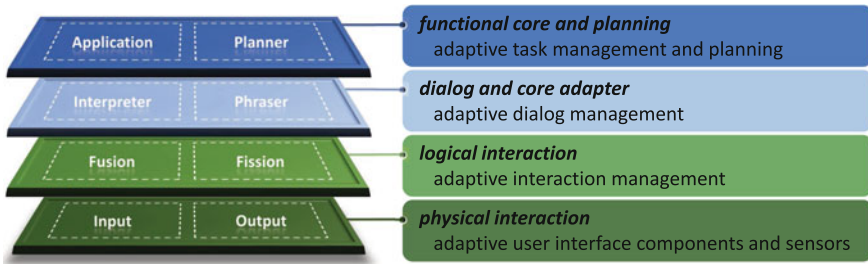 Application Planner
functional core and planning
adaptive task management and planning
Interpreter Phraser
dialog and core adapter
adaptive dialog management
Fusion Fission
logical interaction
adaptive interaction management
Input Output
physical interaction
adaptive user interface components and sensors